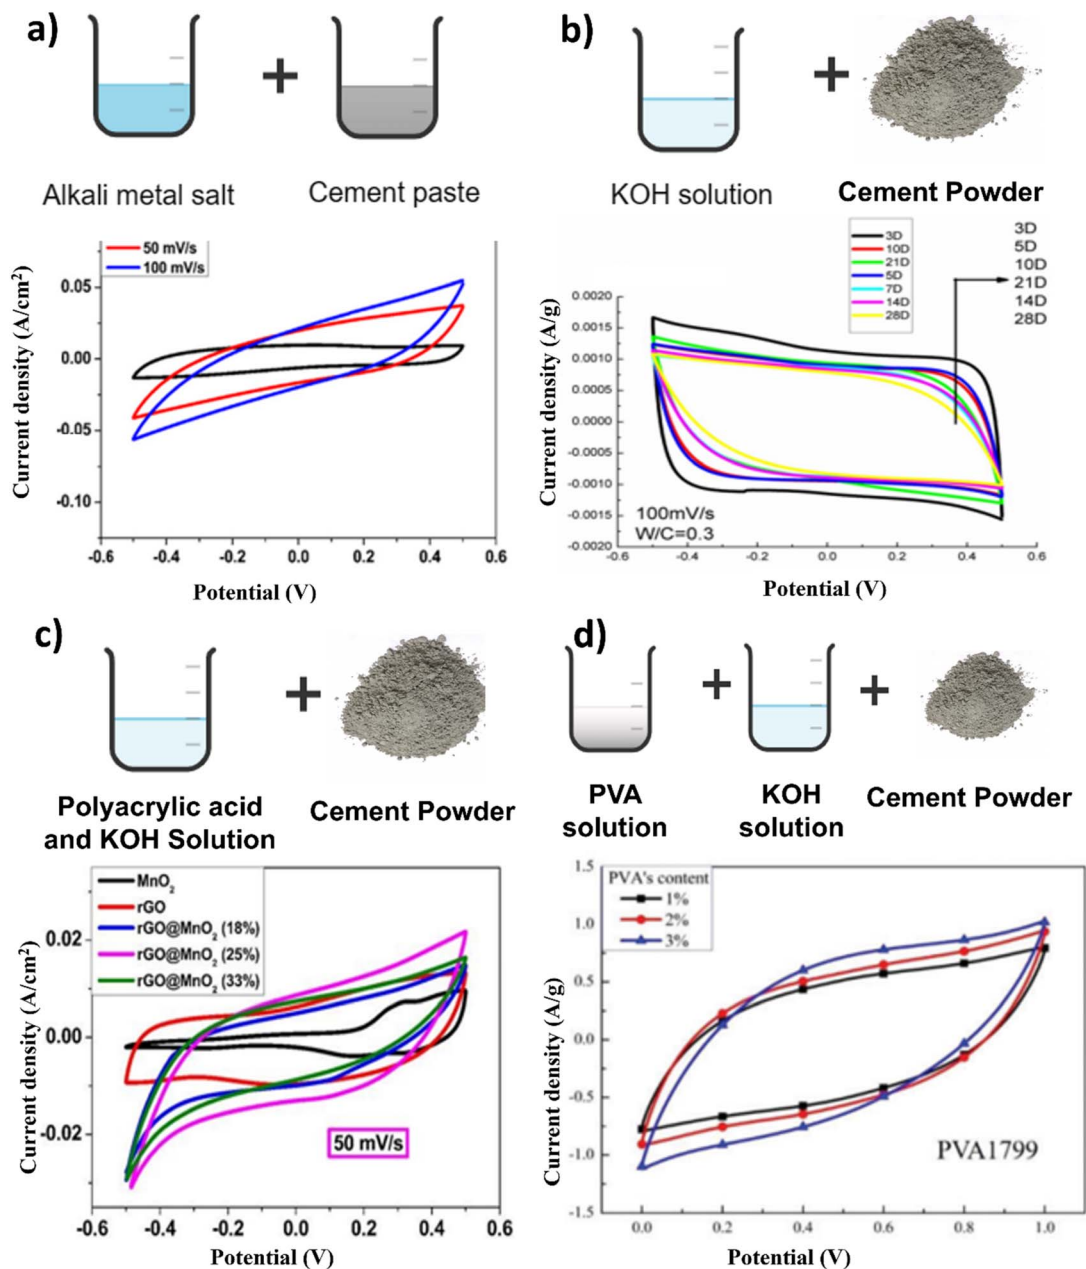 a)
Alkali metal salt
+
Cement paste
50 mV/s
100 mV/s
Current density (A/cm²)
0.05
0.00
-0.05
-0.10
-0.6 -0.4 -0.2 0.0 0.2 0.4 0.6
Potential (V)
b)
KOH solution
+
Cement Powder
3D
10D
21D
5D
7D
14D
28D
3D
5D
10D
21D
14D
28D
Current density (A/g)
0.0020
0.0015
0.0010
0.0005
0.0000
-0.0005
-0.0010
-0.0015
-0.0020
100mV/s
W/C=0.3
-0.6 -0.4 -0.2 0.0 0.2 0.4 0.6
Potential (V)
c)
Polyacrylic acid
and KOH Solution
+
Cement Powder
MnO₂
rGO
rGO@MnO₂ (18%)
rGO@MnO₂ (25%)
rGO@MnO₂ (33%)
Current density (A/cm²)
0.02
0.00
-0.02
50 mV/s
-0.6 -0.4 -0.2 0.0 0.2 0.4 0.6
Potential (V)
d)
PVA
solution
+
KOH
solution
+
Cement Powder
PVA's content
1%
2%
3%
Current density (A/g)
1.5
1.0
0.5
0.0
-0.5
-1.0
-1.5
PVA1799
0.0 0.2 0.4 0.6 0.8 1.0
Potential (V)